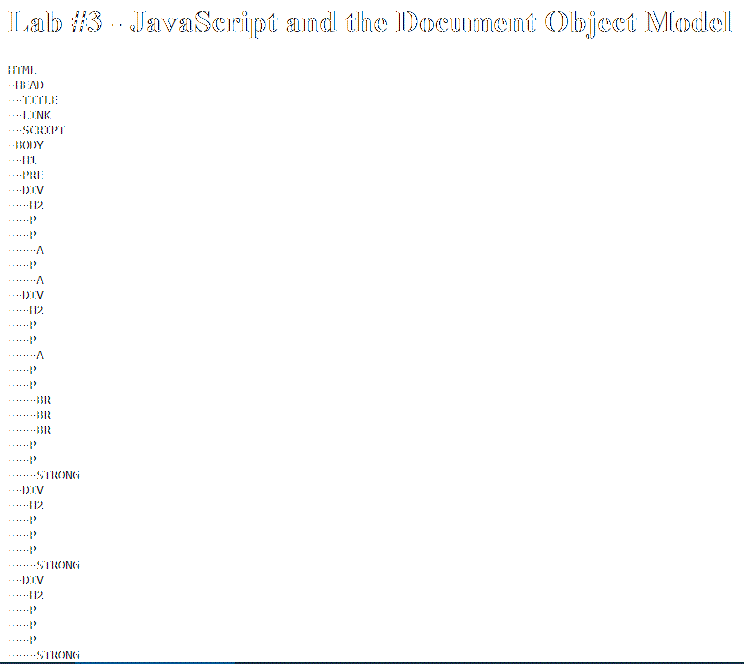 Lab #3 - JavaScript and the Document Object Model
HTML
--HEAD
----TITLE
----LINK
----SCRIPT
--BODY
----H1
----PRE
----DIV
------H2
------P
------P
--------A
------P
--------A
----DIV
------H2
------P
------P
--------A
------P
------P
--------BR
--------BR
--------BR
------P
------P
--------STRONG
----DIV
------H2
------P
------P
------P
--------STRONG
----DIV
------H2
------P
------P
------P
--------STRONG